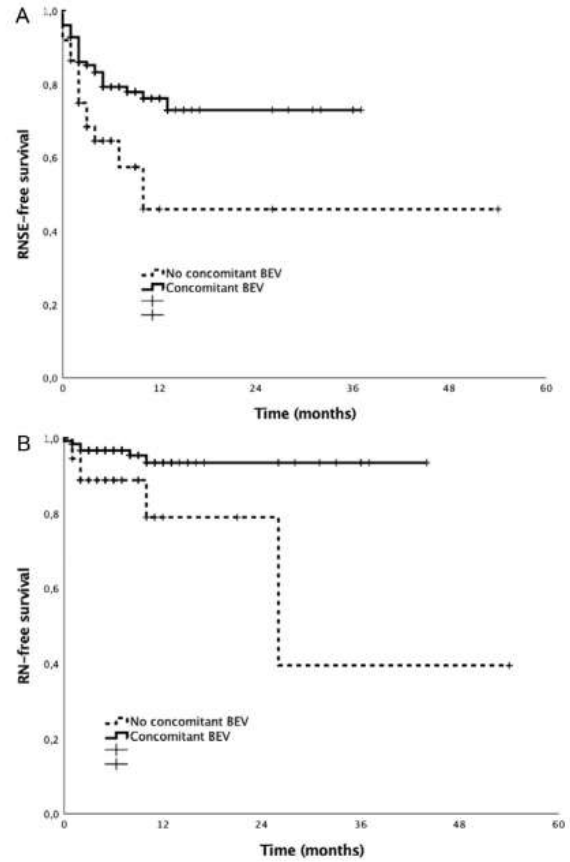 A
1,0
0,8
0,6
0,4
0,2
0,0
RNSE-free survival
No concomitant BEV
Concomitant BEV
0 12 24 36 48 60
Time (months)
B
1,0
0,8
0,6
0,4
0,2
0,0
RN-free survival
No concomitant BEV
Concomitant BEV
0 12 24 36 48 60
Time (months)